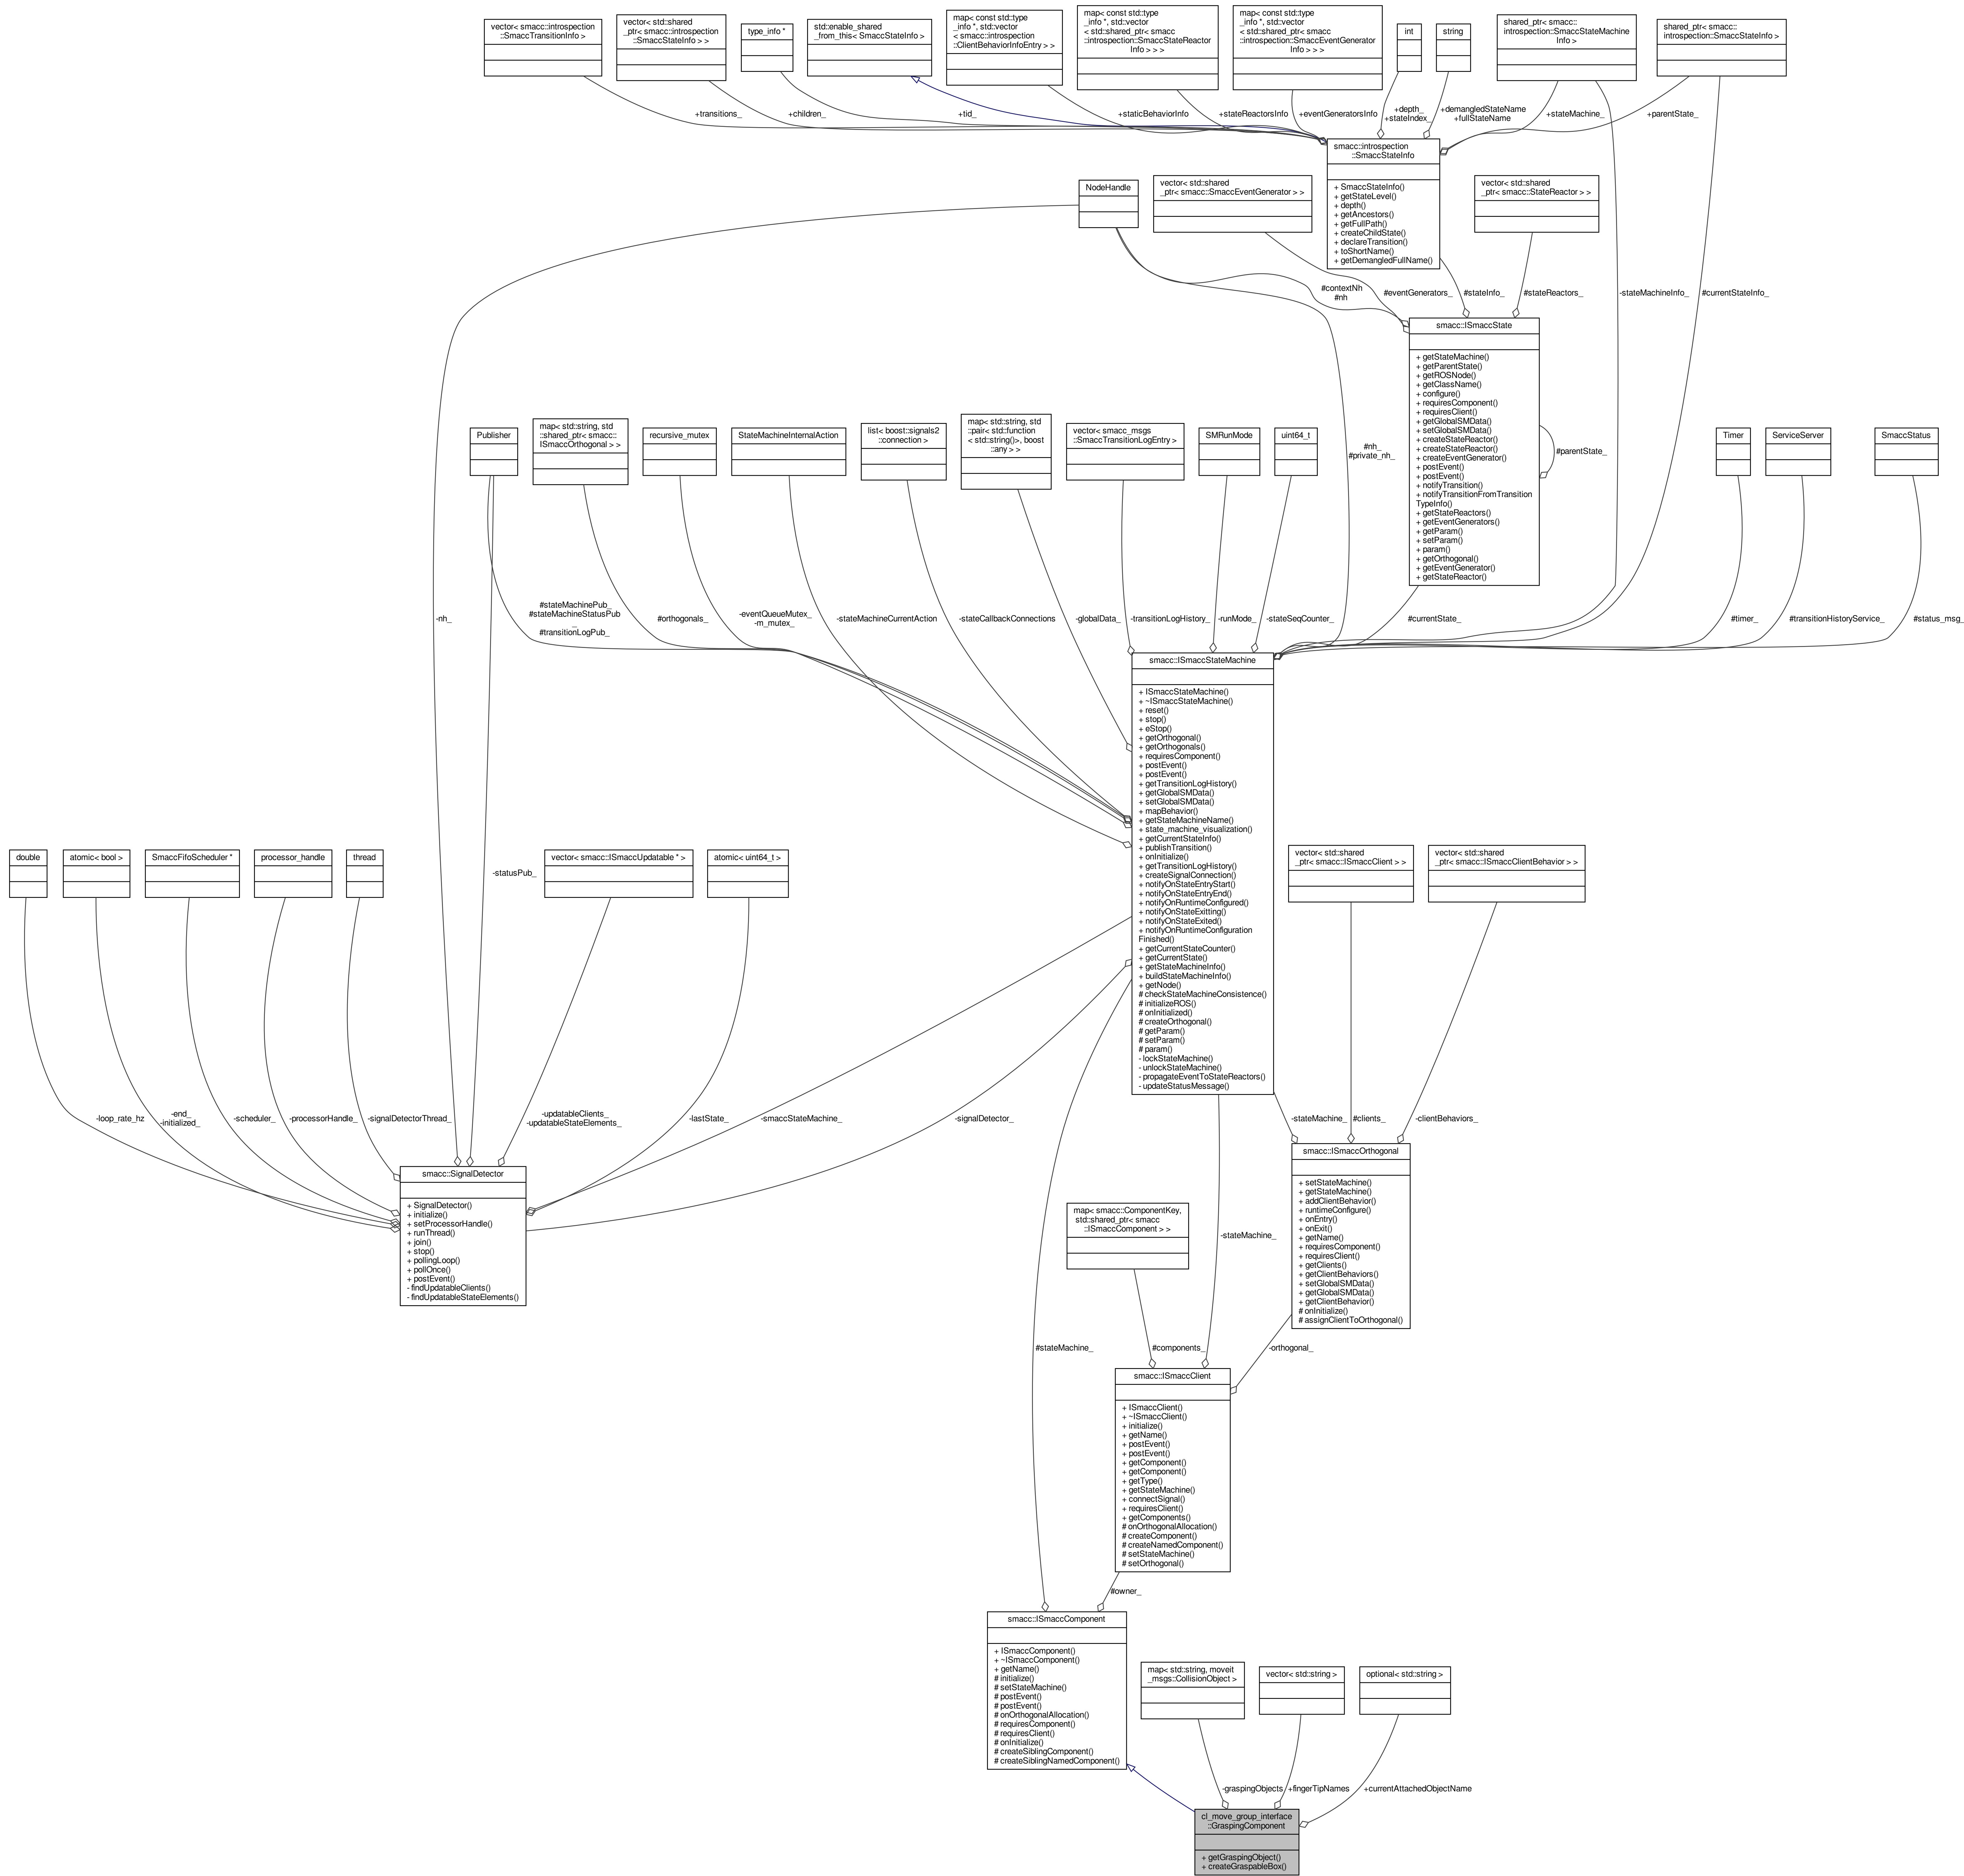 vector< smacc::introspection
::SmaccTransitionInfo >
vector< std::shared
_ptr< smacc::introspection
::SmaccStateInfo > >
type_info *
std:enable_shared
_from_this< SmaccStateInfo >
map< const std::type
_info *, std::vector
< smacc::introspection
::ClientBehaviorInfoEntry > >
map< const std::type
_info *, std::vector
< std::shared_ptr< smacc
::introspection::SmaccStateReactor
Info > > >
map< const std::type
_info *, std::vector
< std::shared_ptr< smacc
::introspection::SmaccEventGenerator
Info > > >
int
string
shared_ptr< smacc::
introspection::SmaccStateMachine
Info >
shared_ptr< smacc::
introspection::SmaccStateInfo >
+transitions_
+children_
+tid_
+staticBehaviorInfo
+stateReactorsInfo
+eventGeneratorsInfo
+depth_
+stateIndex_
+demangledStateName
+fullStateName
+stateMachine_
+parentState_
smacc::introspection
::SmaccStateInfo
+ SmaccStateInfo()
+ getStateLevel()
+ depth()
+ getAncestors()
+ getFullPath()
+ createChildState()
+ declareTransition()
+ toShortName()
+ getDemangledFullName()
NodeHandle
vector< std::shared
_ptr< smacc::SmaccEventGenerator > >
vector< std::shared
_ptr< smacc::StateReactor > >
#contextNh
#nh
#eventGenerators_
#stateInfo_
#stateReactors_
-stateMachineInfo_
#currentStateInfo_
smacc::ISmaccState
+ getStateMachine()
+ getParentState()
+ getROSNode()
+ getClassName()
+ configure()
+ requiresComponent()
+ requiresClient()
+ getGlobalSMData()
+ setGlobalSMData()
+ createStateReactor()
+ createStateReactor()
+ createEventGenerator()
+ postEvent()
+ postEvent()
+ notifyTransition()
+ notifyTransitionFromTransition
TypeInfo()
+ getStateReactors()
+ getEventGenerators()
+ getParam()
+ setParam()
+ param()
+ getOrthogonal()
+ getEventGenerator()
+ getStateReactor()
#parentState_
Publisher
map< std::string, std
::shared_ptr< smacc::
ISmaccOrthogonal > >
recursive_mutex
StateMachineInternalAction
list< boost::signals2
::connection >
map< std::string, std
::pair< std::function
< std::string()>, boost
::any > >
vector< smacc_msgs
::SmaccTransitionLogEntry >
SMRunMode
uint64_t
#nh_
#private_nh_
Timer
ServiceServer
SmaccStatus
-nh_
#stateMachinePub_
#stateMachineStatusPub
_
#transitionLogPub_
#orthogonals_
-eventQueueMutex_
-m_mutex_
-stateMachineCurrentAction
-stateCallbackConnections
-globalData_
-transitionLogHistory_
-runMode_
-stateSeqCounter_
#currentState_
#timer_
#transitionHistoryService_
#status_msg_
smacc::ISmaccStateMachine
+ ISmaccStateMachine()
+ ~ISmaccStateMachine()
+ reset()
+ stop()
+ eStop()
+ getOrthogonal()
+ getOrthogonals()
+ requiresComponent()
+ postEvent()
+ postEvent()
+ getTransitionLogHistory()
+ getGlobalSMData()
+ setGlobalSMData()
+ mapBehavior()
+ getStateMachineName()
+ state_machine_visualization()
+ getCurrentStateInfo()
+ publishTransition()
+ onInitialize()
+ getTransitionLogHistory()
+ createSignalConnection()
+ notifyOnStateEntryStart()
+ notifyOnStateEntryEnd()
+ notifyOnRuntimeConfigured()
+ notifyOnStateExitting()
+ notifyOnStateExited()
+ notifyOnRuntimeConfiguration
Finished()
+ getCurrentStateCounter()
+ getCurrentState()
+ getStateMachineInfo()
+ buildStateMachineInfo()
+ getNode()
# checkStateMachineConsistence()
# initializeROS()
# onInitialized()
# createOrthogonal()
# getParam()
# setParam()
# param()
- lockStateMachine()
- unlockStateMachine()
- propagateEventToStateReactors()
- updateStatusMessage()
double
atomic< bool >
SmaccFifoScheduler *
processor_handle
thread
-statusPub_
vector< smacc::ISmaccUpdatable * >
atomic< uint64_t >
vector< std::shared
_ptr< smacc::ISmaccClient > >
vector< std::shared
_ptr< smacc::ISmaccClientBehavior > >
-loop_rate_hz
-end_
-initialized_
-scheduler_
-processorHandle_
-signalDetectorThread_
-updatableClients_
-updatableStateElements_
-lastState_
-smaccStateMachine_
-signalDetector_
-stateMachine_
#clients_
-clientBehaviors_
smacc::SignalDetector
+ SignalDetector()
+ initialize()
+ setProcessorHandle()
+ runThread()
+ join()
+ stop()
+ pollingLoop()
+ pollOnce()
+ postEvent()
- findUpdatableClients()
- findUpdatableStateElements()
smacc::ISmaccOrthogonal
+ setStateMachine()
+ getStateMachine()
+ addClientBehavior()
+ runtimeConfigure()
+ onEntry()
+ onExit()
+ getName()
+ requiresComponent()
+ requiresClient()
+ getClients()
+ getClientBehaviors()
+ setGlobalSMData()
+ getGlobalSMData()
+ getClientBehavior()
# onInitialize()
# assignClientToOrthogonal()
map< smacc::ComponentKey,
std::shared_ptr< smacc
::ISmaccComponent > >
-stateMachine_
#stateMachine_
#components_
-orthogonal_
smacc::ISmaccClient
+ ISmaccClient()
+ ~ISmaccClient()
+ initialize()
+ getName()
+ postEvent()
+ postEvent()
+ getComponent()
+ getComponent()
+ getType()
+ getStateMachine()
+ connectSignal()
+ requiresClient()
+ getComponents()
# onOrthogonalAllocation()
# createComponent()
# createNamedComponent()
# setStateMachine()
# setOrthogonal()
#owner_
smacc::ISmaccComponent
+ ISmaccComponent()
+ ~ISmaccComponent()
+ getName()
# initialize()
# setStateMachine()
# postEvent()
# postEvent()
# onOrthogonalAllocation()
# requiresComponent()
# requiresClient()
# onInitialize()
# createSiblingComponent()
# createSiblingNamedComponent()
map< std::string, moveit
_msgs::CollisionObject >
vector< std::string >
optional< std::string >
-graspingObjects
+fingerTipNames
+currentAttachedObjectName
cl_move_group_interface
::GraspingComponent
+ getGraspingObject()
+ createGraspableBox()